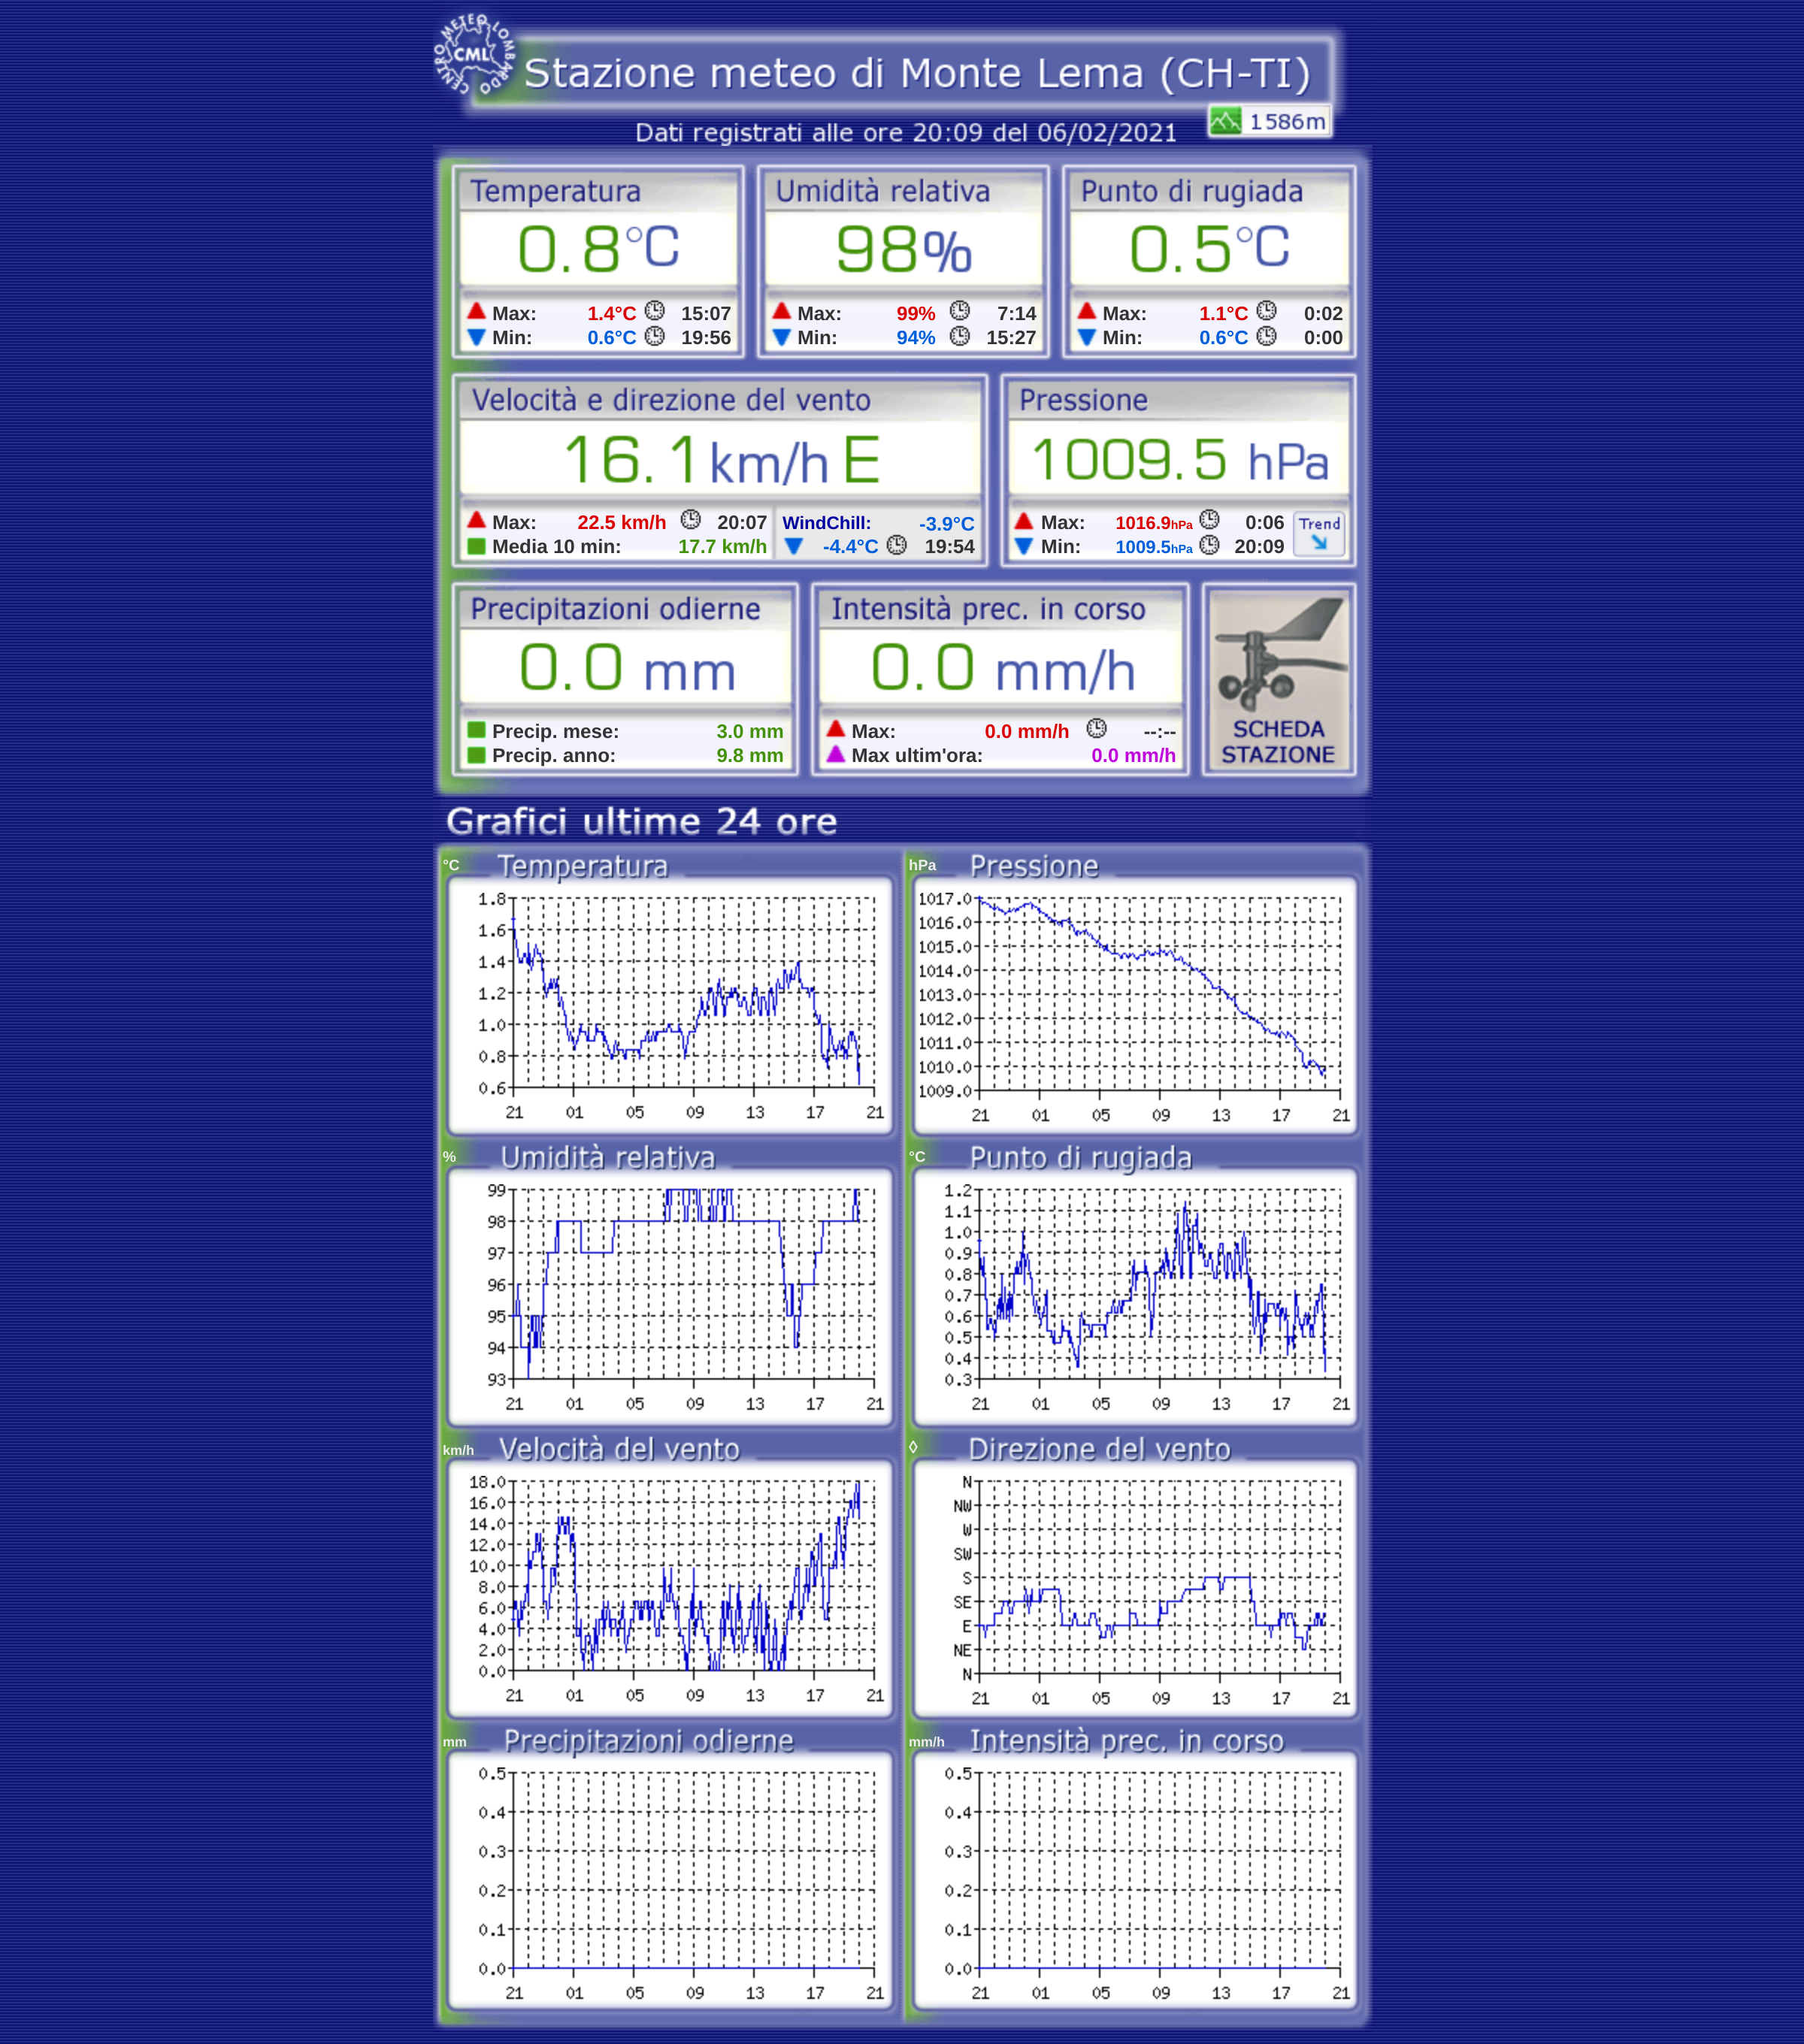 CENTRO METEO LOMBARDO
CML
Stazione meteo di Monte Lema (CH-TI)
1586m
Dati registrati alle ore 20:09 del 06/02/2021
Temperatura Umidità relativa Punto di rugiada
0.8°C 98% 0.5°C
Max: 1.4°C 15:07 Max: 99% 7:14 Max: 1.1°C 0:02
Min: 0.6°C 19:56 Min: 94% 15:27 Min: 0.6°C 0:00
Velocità e direzione del vento Pressione
16.1 km/h E 1009.5 hPa
Max: 22.5 km/h 20:07 WindChill: -3.9°C Max: 1016.9hPa 0:06 Trend
Media 10 min: 17.7 km/h -4.4°C 19:54 Min: 1009.5hPa 20:09
Precipitazioni odierne Intensità prec. in corso
0.0 mm 0.0 mm/h
Precip. mese: 3.0 mm Max: 0.0 mm/h --:-- SCHEDA
Precip. anno: 9.8 mm Max ultim'ora: 0.0 mm/h STAZIONE
Grafici ultime 24 ore
°C Temperatura
1.8
1.6
1.4
1.2
1.0
0.8
0.6
21 01 05 09 13 17 21
hPa Pressione
1017.0
1016.0
1015.0
1014.0
1013.0
1012.0
1011.0
1010.0
1009.0
21 01 05 09 13 17 21
% Umidità relativa
99
98
97
96
95
94
93
21 01 05 09 13 17 21
°C Punto di rugiada
1.2
1.1
1.0
0.9
0.8
0.7
0.6
0.5
0.4
0.3
21 01 05 09 13 17 21
km/h Velocità del vento
18.0
16.0
14.0
12.0
10.0
8.0
6.0
4.0
2.0
0.0
21 01 05 09 13 17 21
◊ Direzione del vento
N
NW
W
SW
S
SE
E
NE
N
21 01 05 09 13 17 21
mm Precipitazioni odierne
0.5
0.4
0.3
0.2
0.1
0.0
21 01 05 09 13 17 21
mm/h Intensità prec. in corso
0.5
0.4
0.3
0.2
0.1
0.0
21 01 05 09 13 17 21